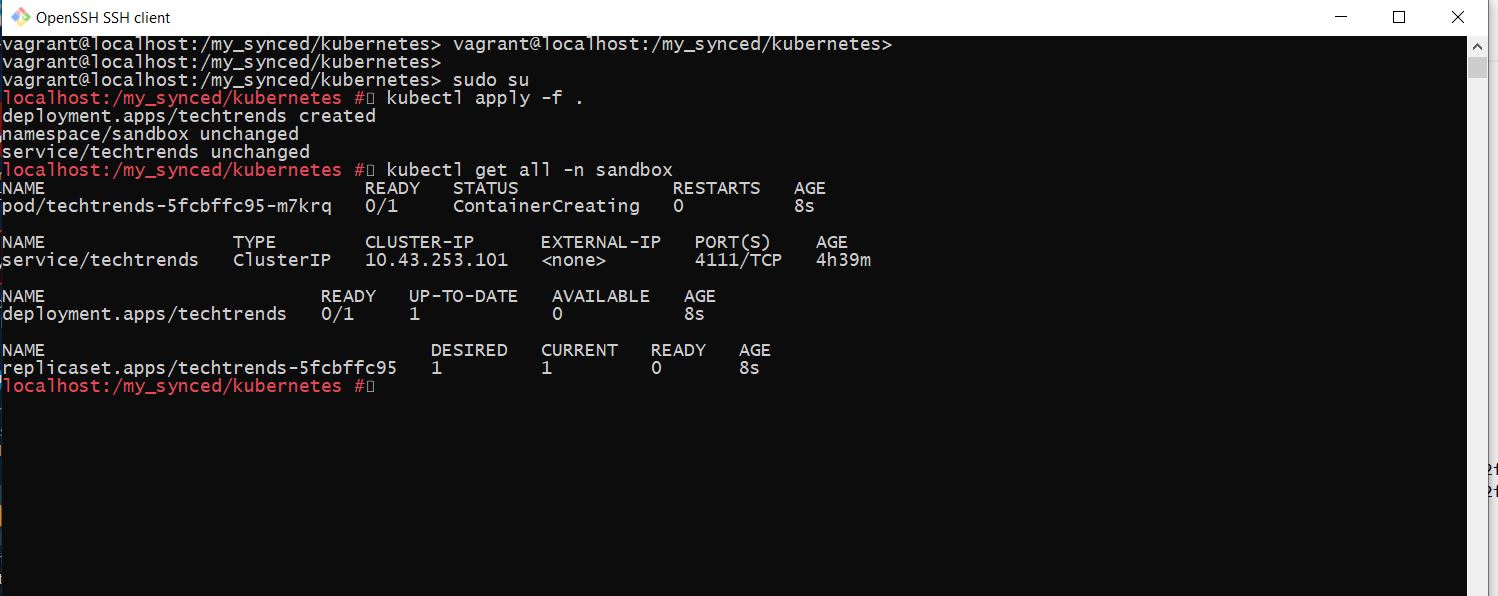 OpenSSH SSH client
vagrant@localhost:/my_synced/kubernetes> vagrant@localhost:/my_synced/kubernetes>
vagrant@localhost:/my_synced/kubernetes>
vagrant@localhost:/my_synced/kubernetes> sudo su
localhost:/my_synced/kubernetes #▯ kubectl apply -f .
deployment.apps/techtrends created
namespace/sandbox unchanged
service/techtrends unchanged
localhost:/my_synced/kubernetes #▯ kubectl get all -n sandbox
NAME READY STATUS RESTARTS AGE
pod/techtrends-5fcbffc95-m7krq 0/1 ContainerCreating 0 8s
NAME TYPE CLUSTER-IP EXTERNAL-IP PORT(S) AGE
service/techtrends ClusterIP 10.43.253.101 <none> 4111/TCP 4h39m
NAME READY UP-TO-DATE AVAILABLE AGE
deployment.apps/techtrends 0/1 1 0 8s
NAME DESIRED CURRENT READY AGE
replicaset.apps/techtrends-5fcbffc95 1 1 0 8s
localhost:/my_synced/kubernetes #▯